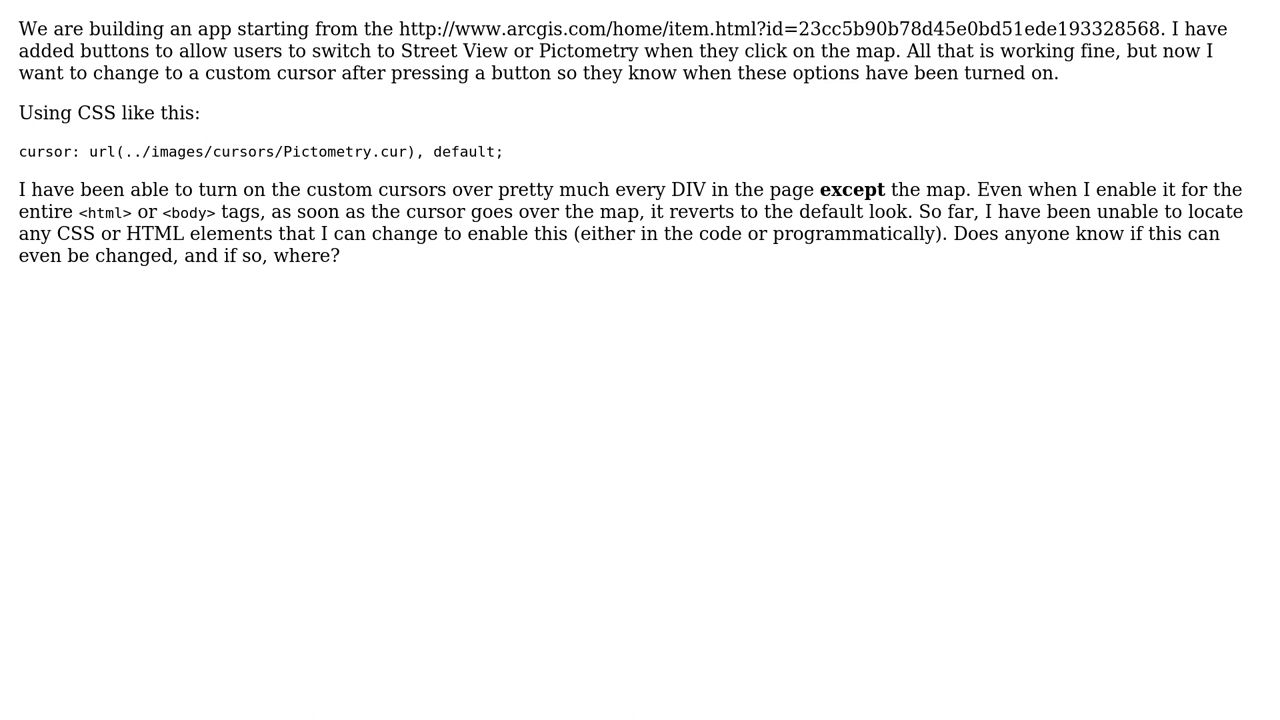 We are building an app starting from the http://www.arcgis.com/home/item.html?id=23cc5b90b78d45e0bd51ede193328568. I have
added buttons to allow users to switch to Street View or Pictometry when they click on the map. All that is working fine, but now I
want to change to a custom cursor after pressing a button so they know when these options have been turned on.
Using CSS like this:
cursor: url(../images/cursors/Pictometry.cur), default;
I have been able to turn on the custom cursors over pretty much every DIV in the page except the map. Even when I enable it for the
entire <html> or <body> tags, as soon as the cursor goes over the map, it reverts to the default look. So far, I have been unable to locate
any CSS or HTML elements that I can change to enable this (either in the code or programmatically). Does anyone know if this can
even be changed, and if so, where?